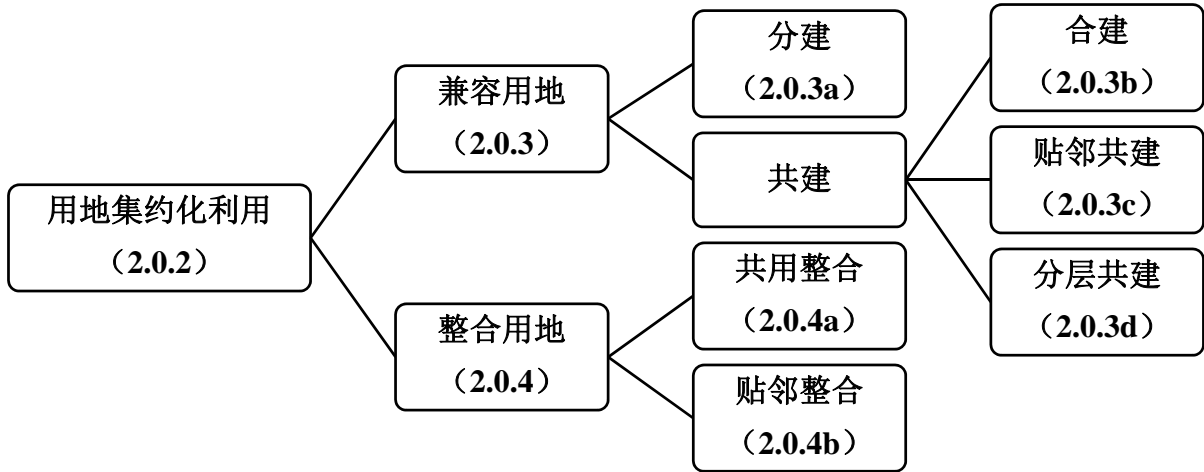 用地集约化利用
（2.0.2）
兼容用地
（2.0.3）
分建
（2.0.3a）
共建
合建
（2.0.3b）
贴邻共建
（2.0.3c）
分层共建
（2.0.3d）
整合用地
（2.0.4）
共用整合
（2.0.4a）
贴邻整合
（2.0.4b）